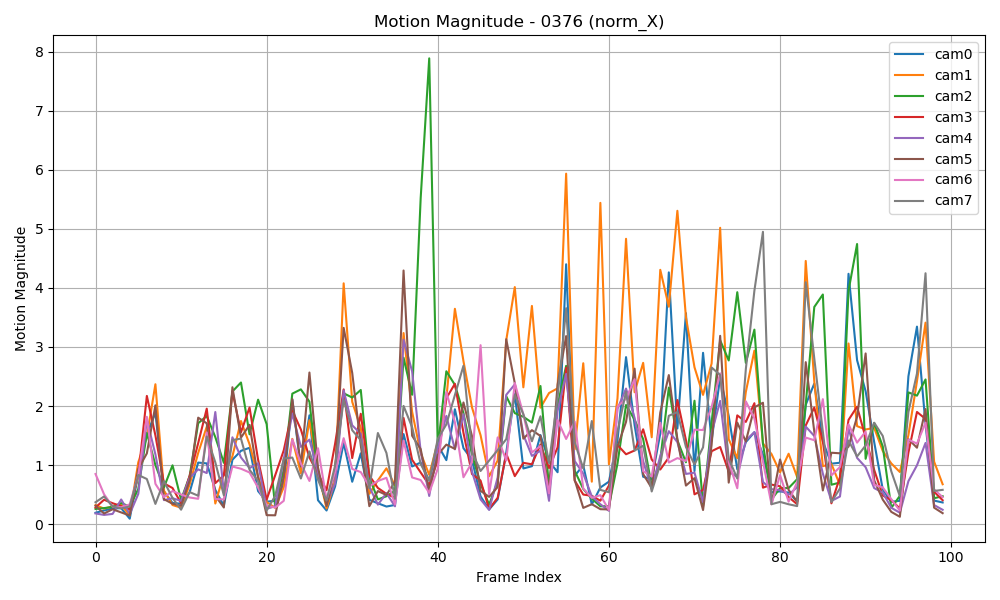 Motion Magnitude - 0376 (norm_X)
Motion Magnitude
8
7
6
5
4
3
2
1
0
0
20
40
60
80
100
Frame Index
cam0
cam1
cam2
cam3
cam4
cam5
cam6
cam7